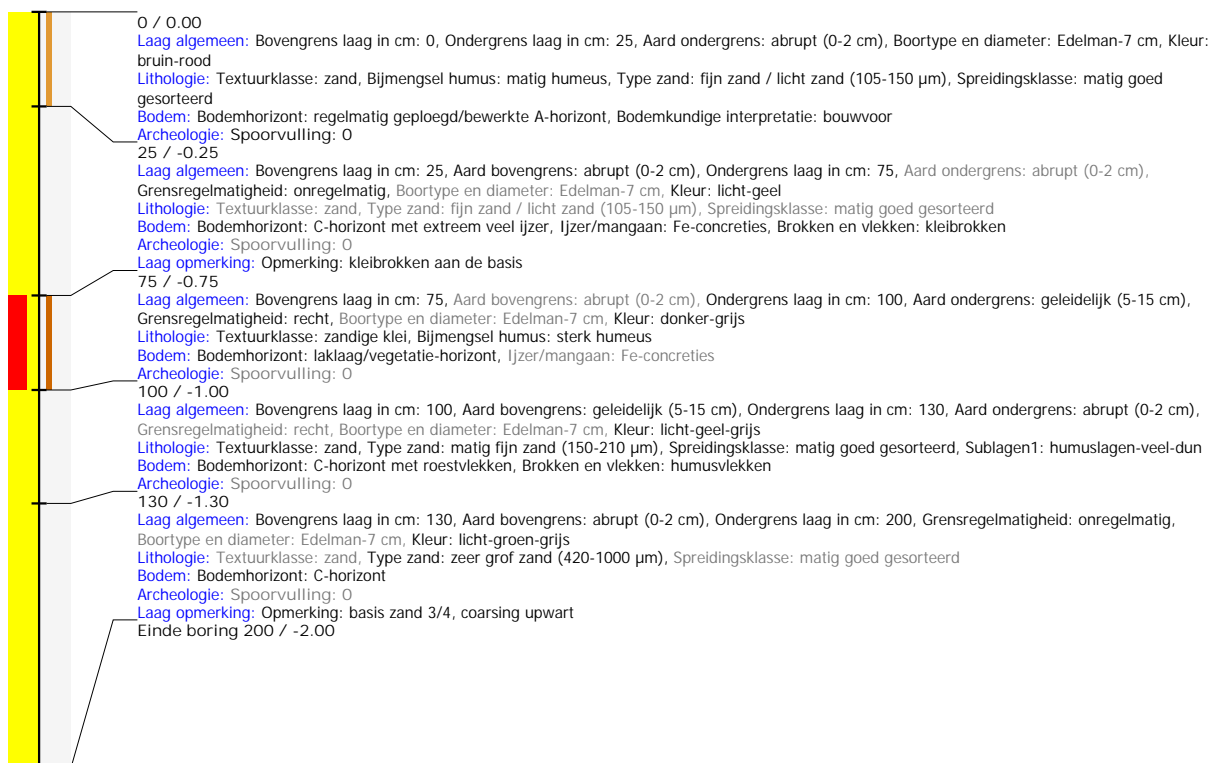 0 / 0.00
Laag algemeen: Bovengrens laag in cm: 0, Ondergrens laag in cm: 25, Aard ondergrens: abrupt (0-2 cm), Boortype en diameter: Edelman-7 cm, Kleur:
bruin-rood
Lithologie: Textuurklasse: zand, Bijmengsel humus: matig humeus, Type zand: fijn zand / licht zand (105-150 µm), Spreidingsklasse: matig goed
gesorteerd
Bodem: Bodemhorizont: regelmatig geploegd/bewerkte A-horizont, Bodemkundige interpretatie: bouwvoor
Archeologie: Spoorvulling: 0
25 / -0.25
Laag algemeen: Bovengrens laag in cm: 25, Aard bovengrens: abrupt (0-2 cm), Ondergrens laag in cm: 75, Aard ondergrens: abrupt (0-2 cm),
Grensregelmatigheid: onregelmatig, Boortype en diameter: Edelman-7 cm, Kleur: licht-geel
Lithologie: Textuurklasse: zand, Type zand: fijn zand / licht zand (105-150 µm), Spreidingsklasse: matig goed gesorteerd
Bodem: Bodemhorizont: C-horizont met extreem veel ijzer, Ijzer/mangaan: Fe-concreties, Brokken en vlekken: kleibrokken
Archeologie: Spoorvulling: 0
Laag opmerking: Opmerking: kleibrokken aan de basis
75 / -0.75
Laag algemeen: Bovengrens laag in cm: 75, Aard bovengrens: abrupt (0-2 cm), Ondergrens laag in cm: 100, Aard ondergrens: geleidelijk (5-15 cm),
Grensregelmatigheid: recht, Boortype en diameter: Edelman-7 cm, Kleur: donker-grijs
Lithologie: Textuurklasse: zandige klei, Bijmengsel humus: sterk humeus
Bodem: Bodemhorizont: laklaag/vegetatie-horizont, Ijzer/mangaan: Fe-concreties
Archeologie: Spoorvulling: 0
100 / -1.00
Laag algemeen: Bovengrens laag in cm: 100, Aard bovengrens: geleidelijk (5-15 cm), Ondergrens laag in cm: 130, Aard ondergrens: abrupt (0-2 cm),
Grensregelmatigheid: recht, Boortype en diameter: Edelman-7 cm, Kleur: licht-geel-grijs
Lithologie: Textuurklasse: zand, Type zand: matig fijn zand (150-210 µm), Spreidingsklasse: matig goed gesorteerd, Sublagen1: humuslagen-veel-dun
Bodem: Bodemhorizont: C-horizont met roestvlekken, Brokken en vlekken: humusvlekken
Archeologie: Spoorvulling: 0
130 / -1.30
Laag algemeen: Bovengrens laag in cm: 130, Aard bovengrens: abrupt (0-2 cm), Ondergrens laag in cm: 200, Grensregelmatigheid: onregelmatig,
Boortype en diameter: Edelman-7 cm, Kleur: licht-groen-grijs
Lithologie: Textuurklasse: zand, Type zand: zeer grof zand (420-1000 µm), Spreidingsklasse: matig goed gesorteerd
Bodem: Bodemhorizont: C-horizont
Archeologie: Spoorvulling: 0
Laag opmerking: Opmerking: basis zand 3/4, coarsing upwart
Einde boring 200 / -2.00